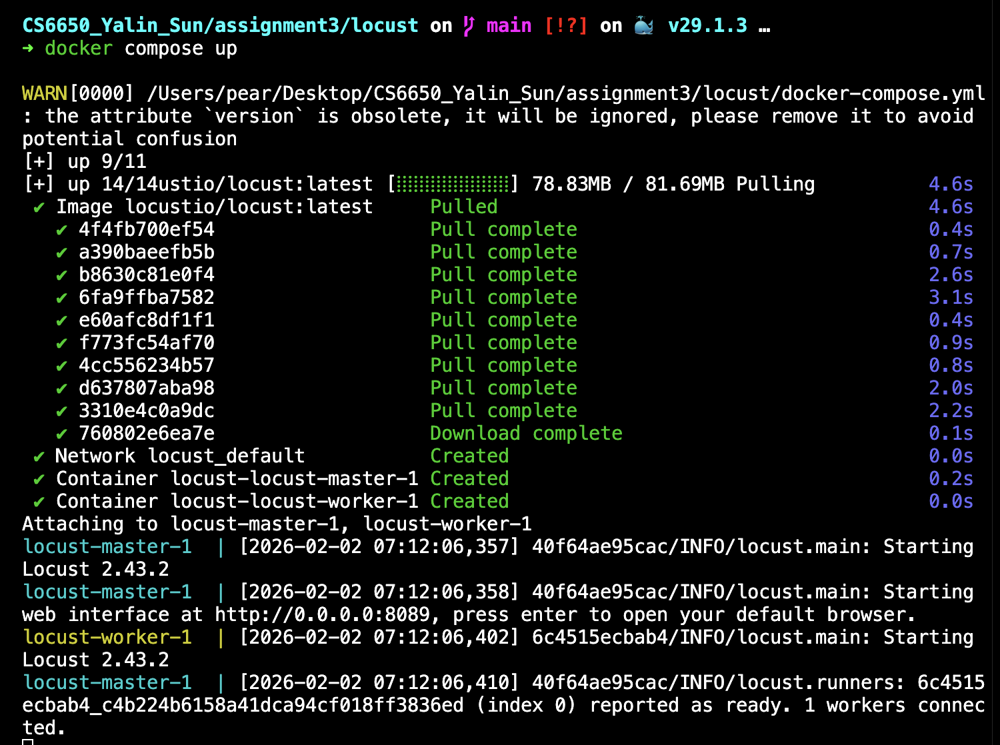 CS6650_Yalin_Sun/assignment3/locust on main [!?] on 🐳 v29.1.3 …
➜ docker compose up
WARN[0000] /Users/pear/Desktop/CS6650_Yalin_Sun/assignment3/locust/docker-compose.yml
: the attribute `version` is obsolete, it will be ignored, please remove it to avoid
potential confusion
[+] up 9/11
[+] up 14/14ustio/locust:latest [⣿⣿⣿⣿⣿⣿⣿⣿⣿⣿] 78.83MB / 81.69MB Pulling 4.6s
✔ Image locustio/locust:latest Pulled 4.6s
✔ 4f4fb700ef54 Pull complete 0.4s
✔ a390baeefb5b Pull complete 0.7s
✔ b8630c81e0f4 Pull complete 2.6s
✔ 6fa9ffba7582 Pull complete 3.1s
✔ e60afc8df1f1 Pull complete 0.4s
✔ f773fc54af70 Pull complete 0.9s
✔ 4cc556234b57 Pull complete 0.8s
✔ d637807aba98 Pull complete 2.0s
✔ 3310e4c0a9dc Pull complete 2.2s
✔ 760802e6ea7e Download complete 0.1s
✔ Network locust_default Created 0.0s
✔ Container locust-locust-master-1 Created 0.2s
✔ Container locust-locust-worker-1 Created 0.0s
Attaching to locust-master-1, locust-worker-1
locust-master-1 | [2026-02-02 07:12:06,357] 40f64ae95cac/INFO/locust.main: Starting
Locust 2.43.2
locust-master-1 | [2026-02-02 07:12:06,358] 40f64ae95cac/INFO/locust.main: Starting
web interface at http://0.0.0.0:8089, press enter to open your default browser.
locust-worker-1 | [2026-02-02 07:12:06,402] 6c4515ecbab4/INFO/locust.main: Starting
Locust 2.43.2
locust-master-1 | [2026-02-02 07:12:06,410] 40f64ae95cac/INFO/locust.runners: 6c4515
ecbab4_c4b224b6158a41dca94cf018ff3836ed (index 0) reported as ready. 1 workers connec
ted.